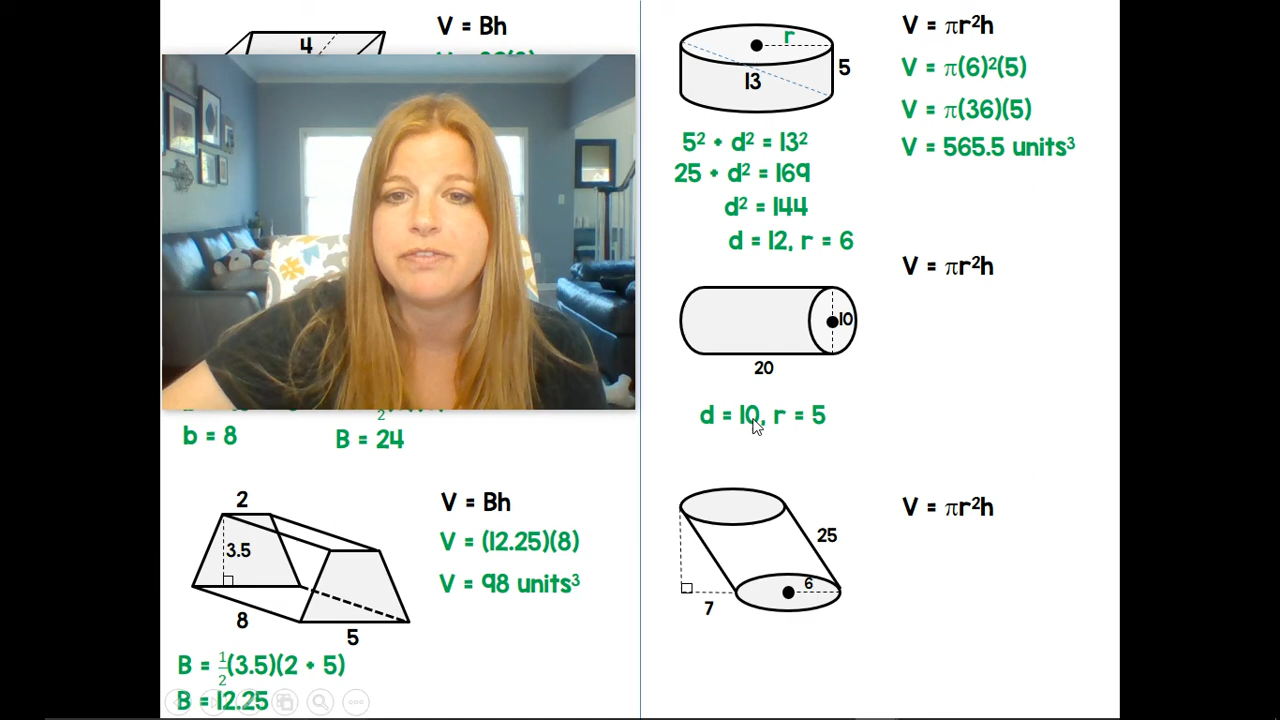 4
V = Bh
b = 8
B = 24
2
3.5
8
5
V = Bh
V = (12.25)(8)
V = 98 units³
B = 1/2(3.5)(2 + 5)
B = 12.25
r
13
5
V = πr²h
V = π(6)²(5)
V = π(36)(5)
V = 565.5 units³
5² + d² = 13²
25 + d² = 169
d² = 144
d = 12, r = 6
10
20
V = πr²h
d = 10, r = 5
25
6
7
V = πr²h